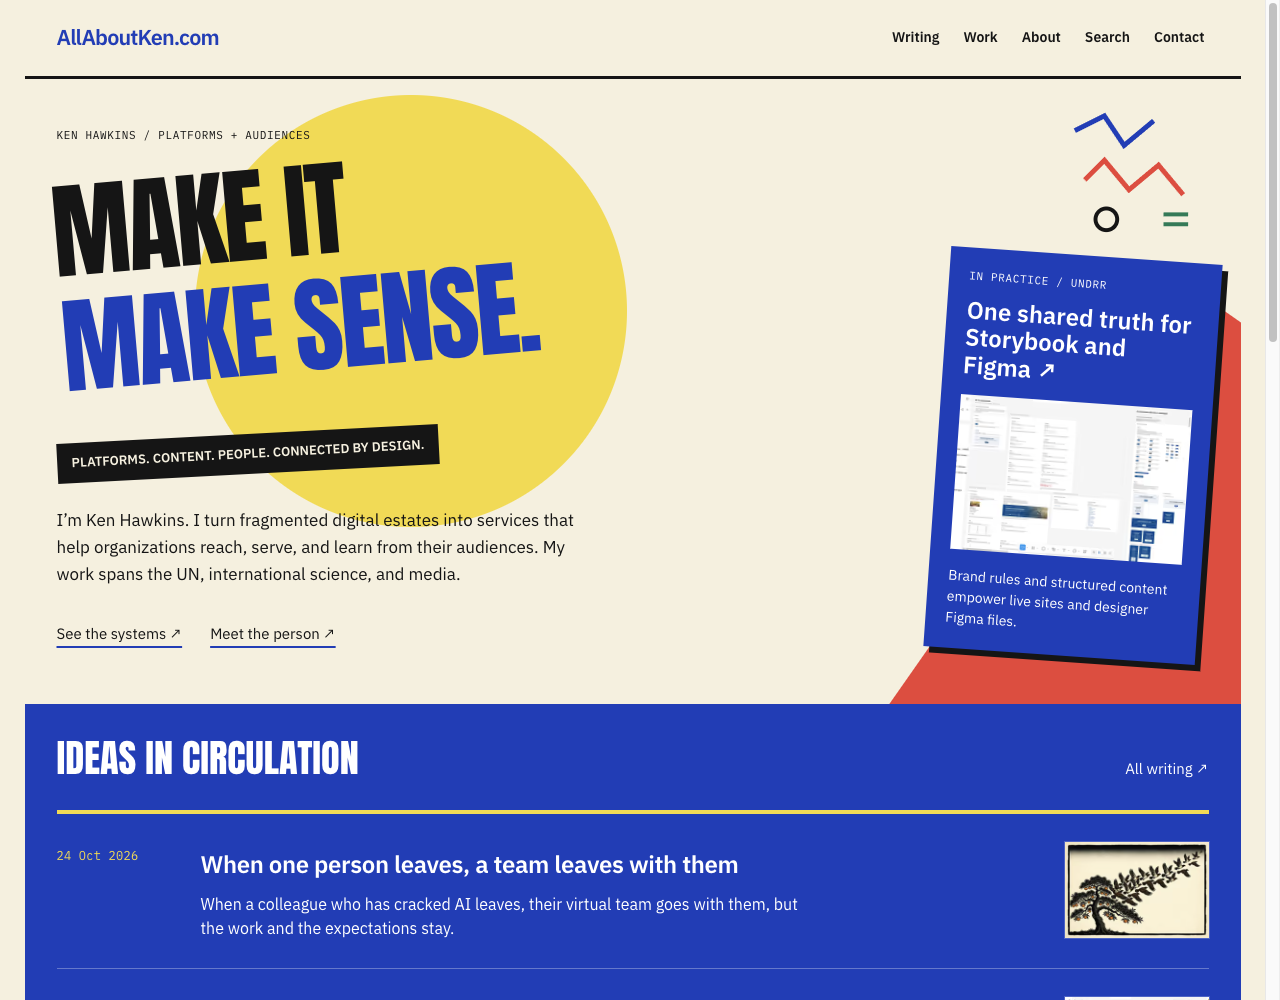 AllAboutKen.com
Writing Work About Search Contact
KEN HAWKINS / PLATFORMS + AUDIENCES
MAKE IT
MAKE SENSE.
PLATFORMS. CONTENT. PEOPLE. CONNECTED BY DESIGN.
I’m Ken Hawkins. I turn fragmented digital estates into services that
help organizations reach, serve, and learn from their audiences. My
work spans the UN, international science, and media.
See the systems ↗ Meet the person ↗
IN PRACTICE / UNDRR
One shared truth for
Storybook and
Figma ↗
Brand rules and structured content
empower live sites and designer
Figma files.
IDEAS IN CIRCULATION
All writing ↗
24 Oct 2026
When one person leaves, a team leaves with them
When a colleague who has cracked AI leaves, their virtual team goes with them, but
the work and the expectations stay.